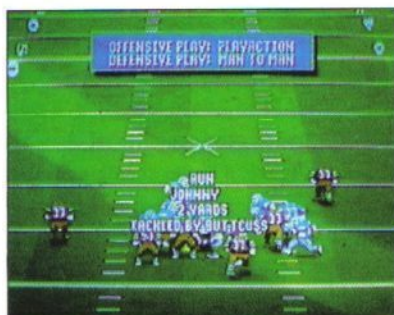 OFFENSIVE PLAY: PLAYACTION
DEFENSIVE PLAY: MAN TO MAN
RUN
JOHNNY
2 YARDS
TACKLED BY BUTTCUSS